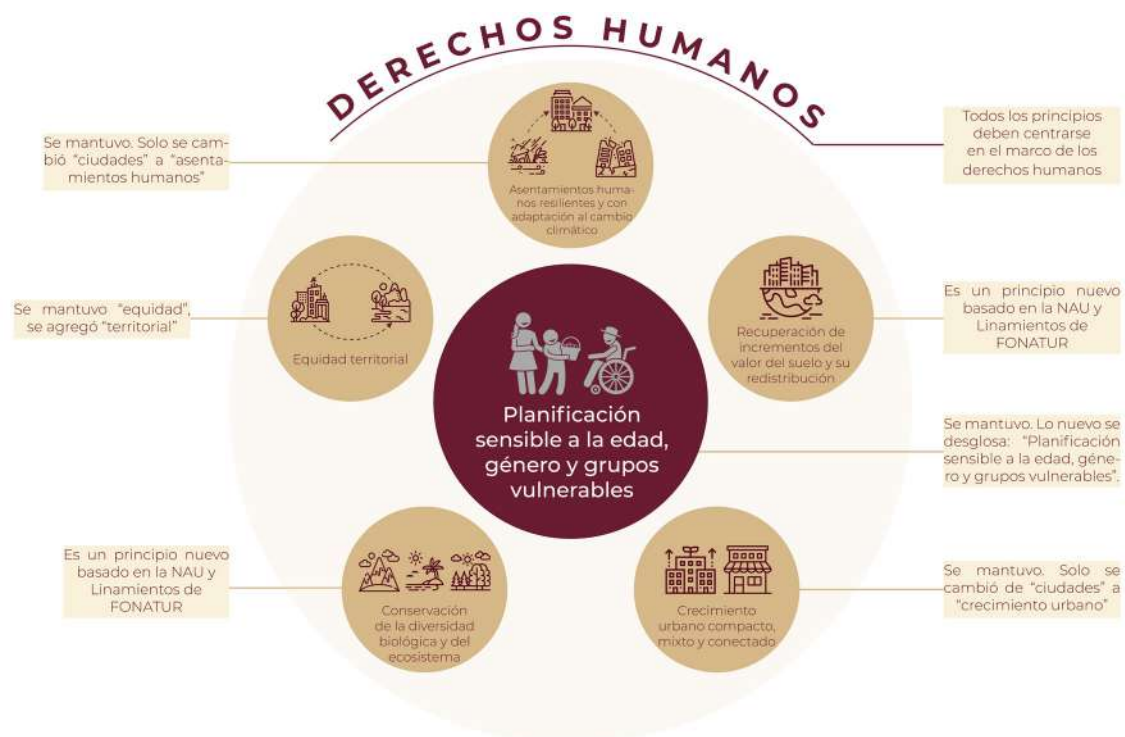 DERECHOS HUMANOS
Se mantuvo. Solo se cam-
bió "ciudades" a "asenta-
mientos humanos"
Todos los principios
deben centrarse
en el marco de los
derechos humanos
Asentamientos huma-
nos resilientes y con
adaptación al cambio
climático
Se mantuvo "equidad",
se agregó "territorial"
Equidad territorial
Recuperación de
incrementos del
valor del suelo y su
redistribución
Es un principio nuevo
basado en la NAU y
Linamientos de
FONATUR
Planificación
sensible a la edad,
género y grupos
vulnerables
Se mantuvo. Lo nuevo se
desglosa: "Planificación
sensible a la edad, géne-
ro y grupos vulnerables".
Es un principio nuevo
basado en la NAU y
Linamientos de
FONATUR
Conservación
de la diversidad
biológica y del
ecosistema
Crecimiento
urbano compacto,
mixto y conectado
Se mantuvo. Solo se
cambió de "ciudades" a
"crecimiento urbano"